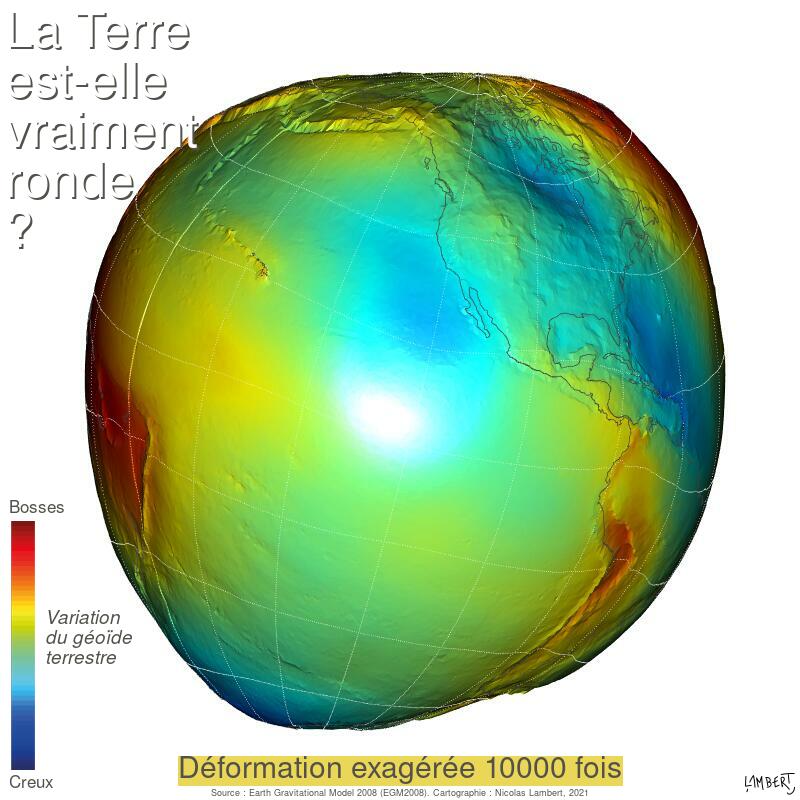 La Terre
est-elle
vraiment
ronde
?
Bosses
Variation
du géoïde
terrestre
Creux
Déformation exagérée 10000 fois
Source : Earth Gravitational Model 2008 (EGM2008). Cartographie : Nicolas Lambert, 2021
LAMBERT